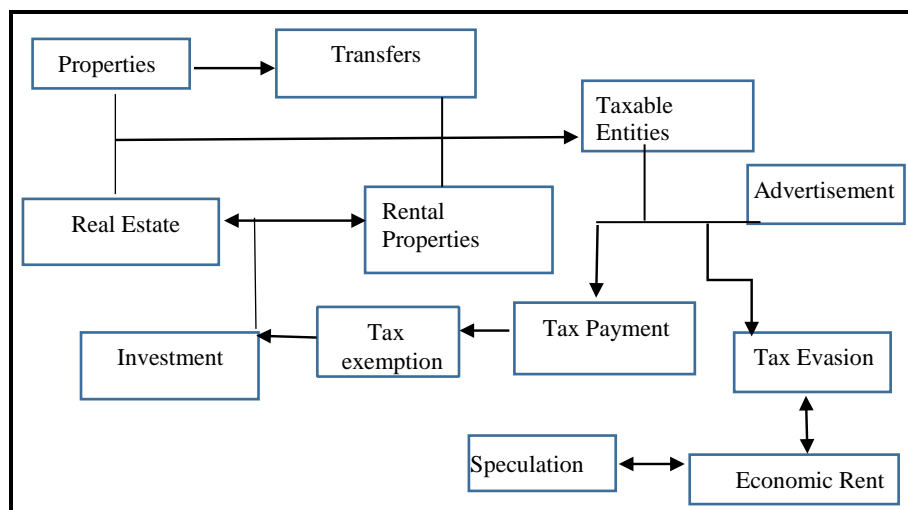 Properties
Transfers
Taxable
Entities
Advertisement
Real Estate
Rental
Properties
Investment
Tax
exemption
Tax Payment
Tax Evasion
Speculation
Economic Rent